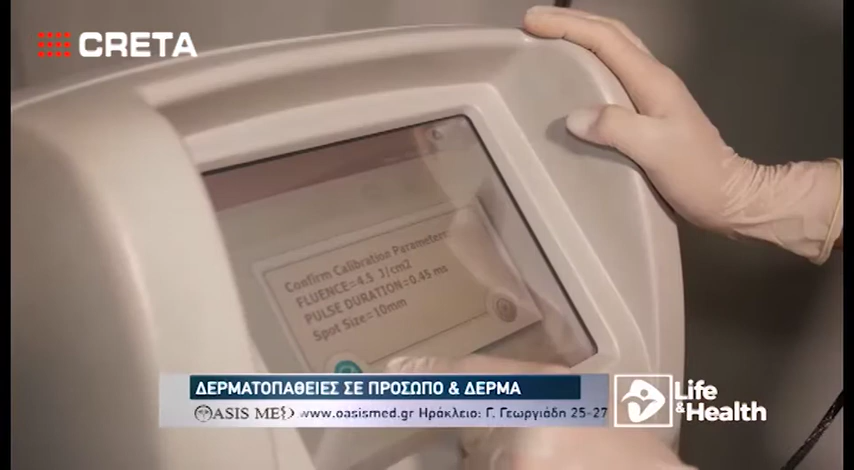 CRETA
Confirm Calibration Parameters
FLUENCE=4.5 J/cm2
PULSE DURATION=0.45 ms
Spot Size=10mm
ΔΕΡΜΑΤΟΠΑΘΕΙΕΣ ΣΕ ΠΡΟΣΩΠΟ & ΔΕΡΜΑ
OASIS MED www.oasismed.gr Ηράκλειο: Γ. Γεωργιάδη 25-27
Life
&Health